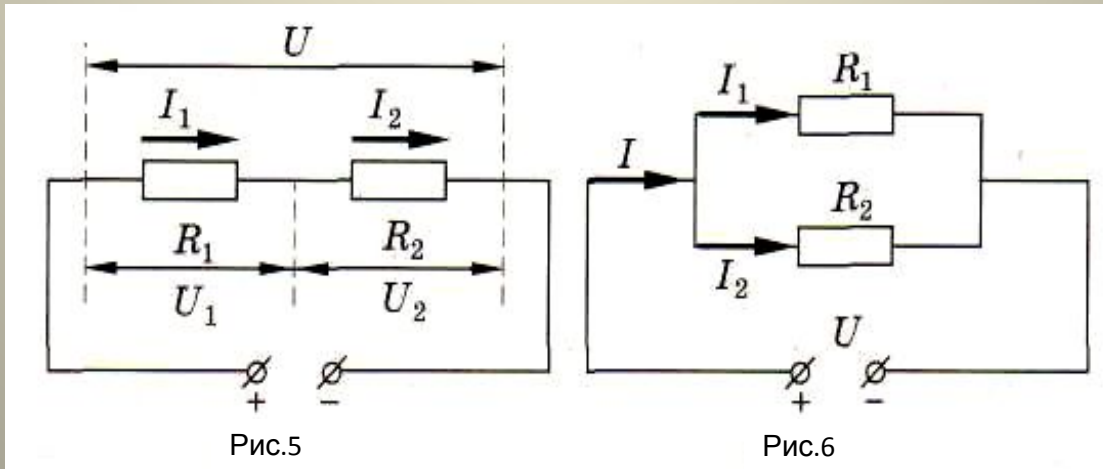 U
I₁ I₂
R₁ R₂
U₁ U₂
+ −
Рис.5
I₁ R₁
I
R₂
I₂
U
+ −
Рис.6